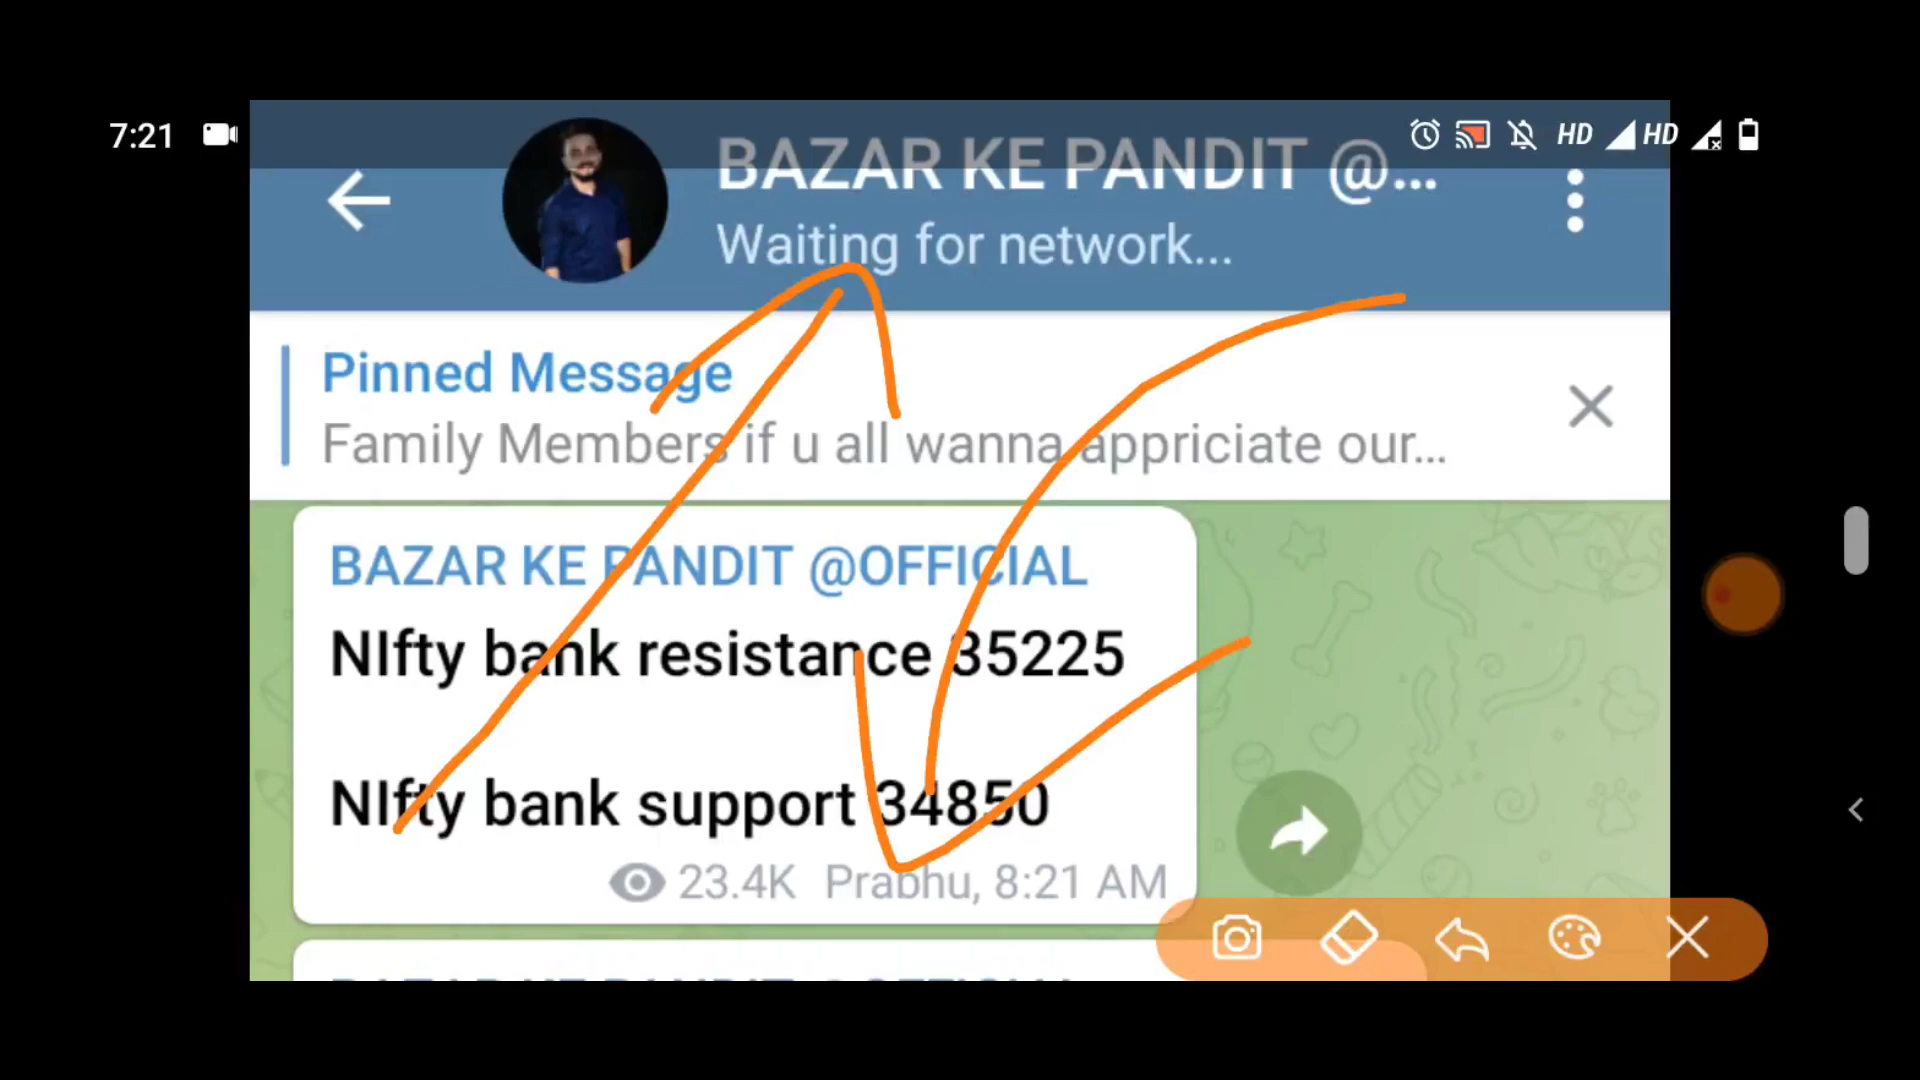 7:21
HD HD
BAZAR KE PANDIT @...
Waiting for network...
Pinned Message
Family Members if u all wanna appriciate our...
BAZAR KE PANDIT @OFFICIAL
NIfty bank resistance 35225
NIfty bank support 34850
23.4K Prabhu, 8:21 AM